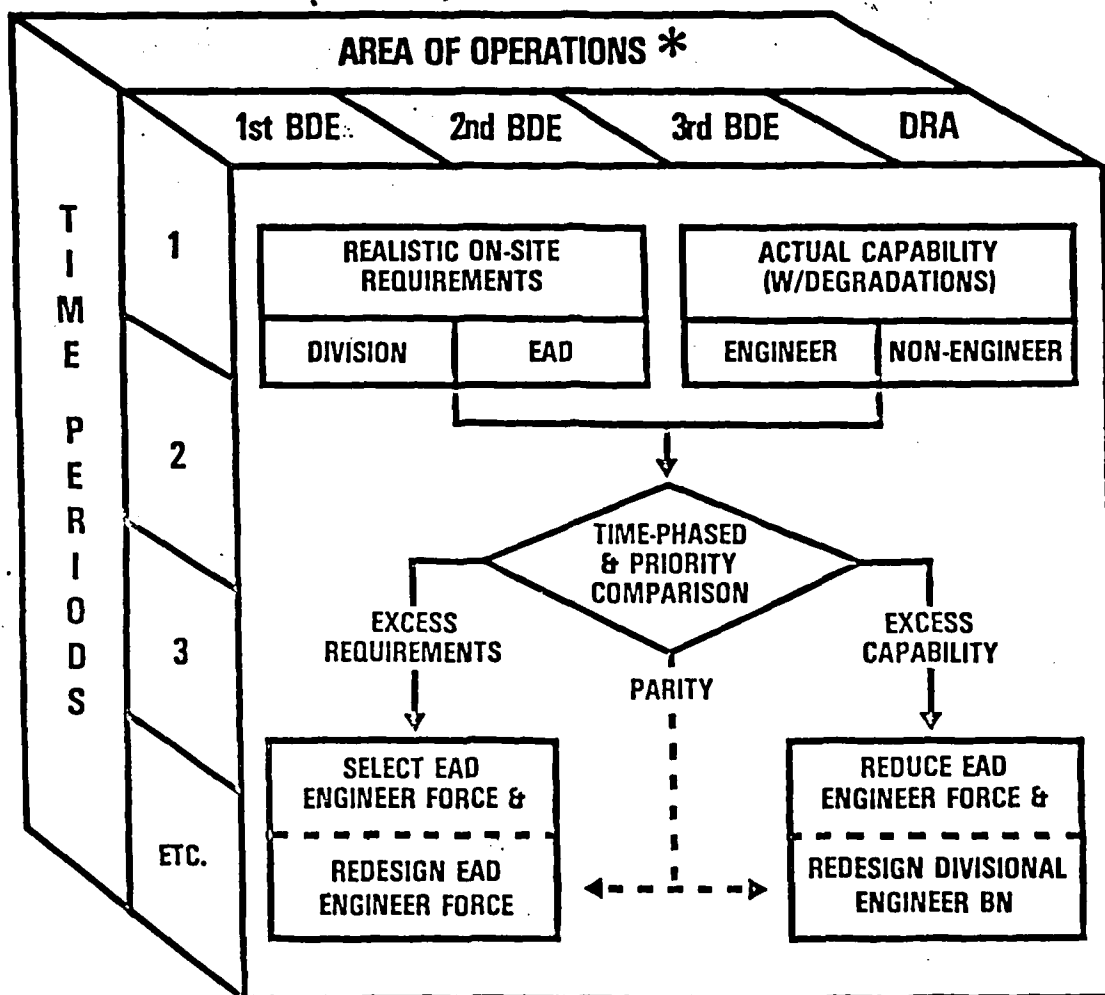 AREA OF OPERATIONS *
1st BDE 2nd BDE 3rd BDE DRA
TIME PERIODS
1
2
3
ETC.
REALISTIC ON-SITE
REQUIREMENTS
DIVISION EAD
ACTUAL CAPABILITY
(W/DEGRADATIONS)
ENGINEER NON-ENGINEER
TIME-PHASED
& PRIORITY
COMPARISON
EXCESS
REQUIREMENTS
PARITY
EXCESS
CAPABILITY
SELECT EAD
ENGINEER FORCE &
REDESIGN EAD
ENGINEER FORCE
REDUCE EAD
ENGINEER FORCE &
REDESIGN DIVISIONAL
ENGINEER BN